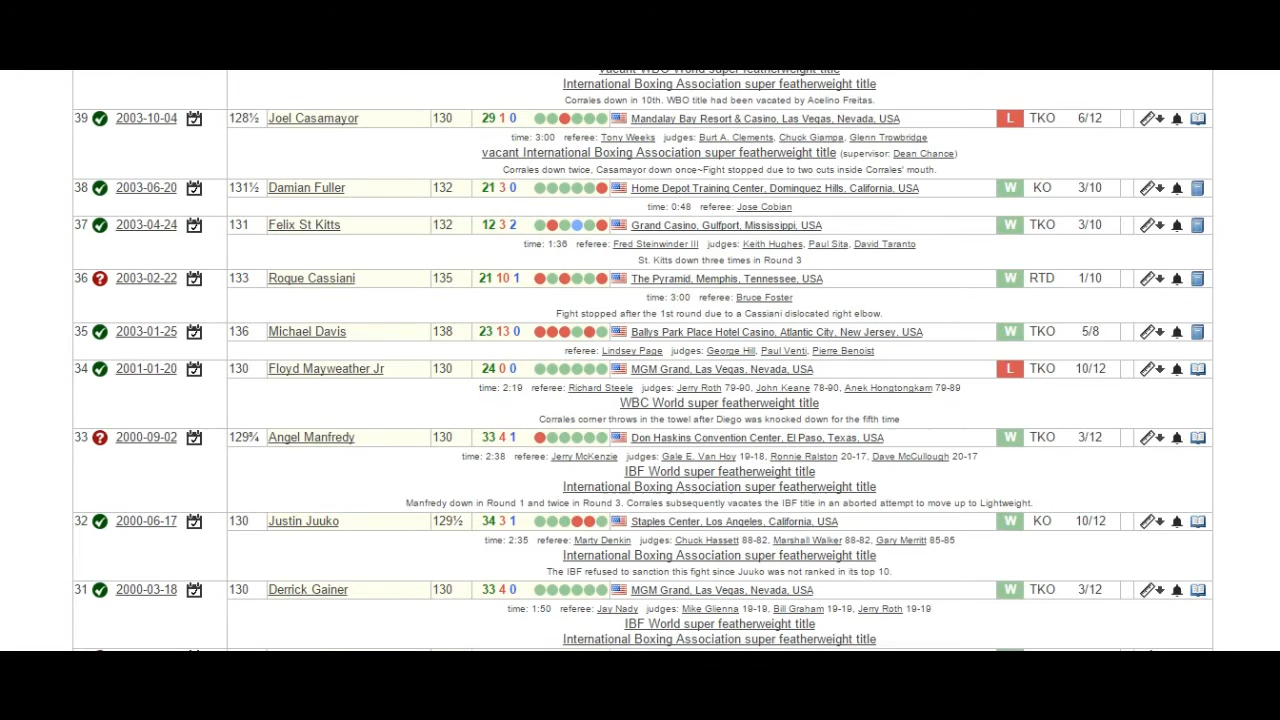 vacant WBC World super featherweight title
International Boxing Association super featherweight title
Corrales down in 10th. WBO title had been vacated by Acelino Freitas.
39 2003-10-04 128½ Joel Casamayor 130 29 1 0 Mandalay Bay Resort & Casino, Las Vegas, Nevada, USA L TKO 6/12
time: 3:00 referee: Tony Weeks judges: Burt A. Clements, Chuck Giampa, Glenn Trowbridge
vacant International Boxing Association super featherweight title (supervisor: Dean Chance)
Corrales down twice, Casamayor down once~Fight stopped due to two cuts inside Corrales' mouth.
38 2003-06-20 131½ Damian Fuller 132 21 3 0 Home Depot Training Center, Dominquez Hills, California, USA W KO 3/10
time: 0:48 referee: Jose Cobian
37 2003-04-24 131 Felix St Kitts 132 12 3 2 Grand Casino, Gulfport, Mississippi, USA W TKO 3/10
time: 1:36 referee: Fred Steinwinder III judges: Keith Hughes, Paul Sita, David Taranto
St. Kitts down three times in Round 3
36 2003-02-22 133 Roque Cassiani 135 21 10 1 The Pyramid, Memphis, Tennessee, USA W RTD 1/10
time: 3:00 referee: Bruce Foster
Fight stopped after the 1st round due to a Cassiani dislocated right elbow.
35 2003-01-25 136 Michael Davis 138 23 13 0 Ballys Park Place Hotel Casino, Atlantic City, New Jersey, USA W TKO 5/8
referee: Lindsey Page judges: George Hill, Paul Venti, Pierre Benoist
34 2001-01-20 130 Floyd Mayweather Jr 130 24 0 0 MGM Grand, Las Vegas, Nevada, USA L TKO 10/12
time: 2:19 referee: Richard Steele judges: Jerry Roth 79-90, John Keane 78-90, Anek Hongtongkam 79-89
WBC World super featherweight title
Corrales corner throws in the towel after Diego was knocked down for the fifth time
33 2000-09-02 129¾ Angel Manfredy 130 33 4 1 Don Haskins Convention Center, El Paso, Texas, USA W TKO 3/12
time: 2:38 referee: Jerry McKenzie judges: Gale E. Van Hoy 19-18, Ronnie Ralston 20-17, Dave McCullough 20-17
IBF World super featherweight title
International Boxing Association super featherweight title
Manfredy down in Round 1 and twice in Round 3. Corrales subsequently vacates the IBF title in an aborted attempt to move up to Lightweight.
32 2000-06-17 130 Justin Juuko 129½ 34 3 1 Staples Center, Los Angeles, California, USA W KO 10/12
time: 2:35 referee: Marty Denkin judges: Chuck Hassett 88-82, Marshall Walker 88-82, Gary Merritt 85-85
International Boxing Association super featherweight title
The IBF refused to sanction this fight since Juuko was not ranked in its top 10.
31 2000-03-18 130 Derrick Gainer 130 33 4 0 MGM Grand, Las Vegas, Nevada, USA W TKO 3/12
time: 1:50 referee: Jay Nady judges: Mike Glienna 19-19, Bill Graham 19-19, Jerry Roth 19-19
IBF World super featherweight title
International Boxing Association super featherweight title